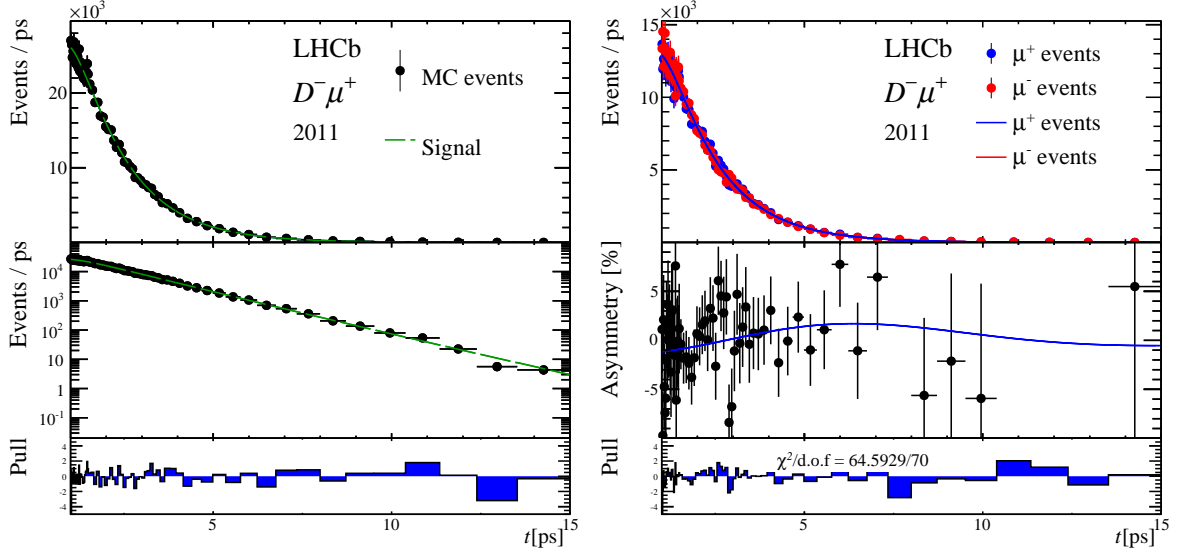 ×10³
Events / ps
20
10
LHCb
D⁻μ⁺
2011
MC events
Signal
Events / ps
10⁴
10³
10²
10
1
10⁻¹
Pull
4
2
0
-2
-4
5
10
15
t[ps]
×10³
Events / ps
15
10
5
LHCb
D⁻μ⁺
2011
μ⁺ events
μ⁻ events
μ⁺ events
μ⁻ events
Asymmetry [%]
5
0
-5
Pull
4
2
0
-2
-4
χ²/d.o.f = 64.5929/70
5
10
15
t[ps]